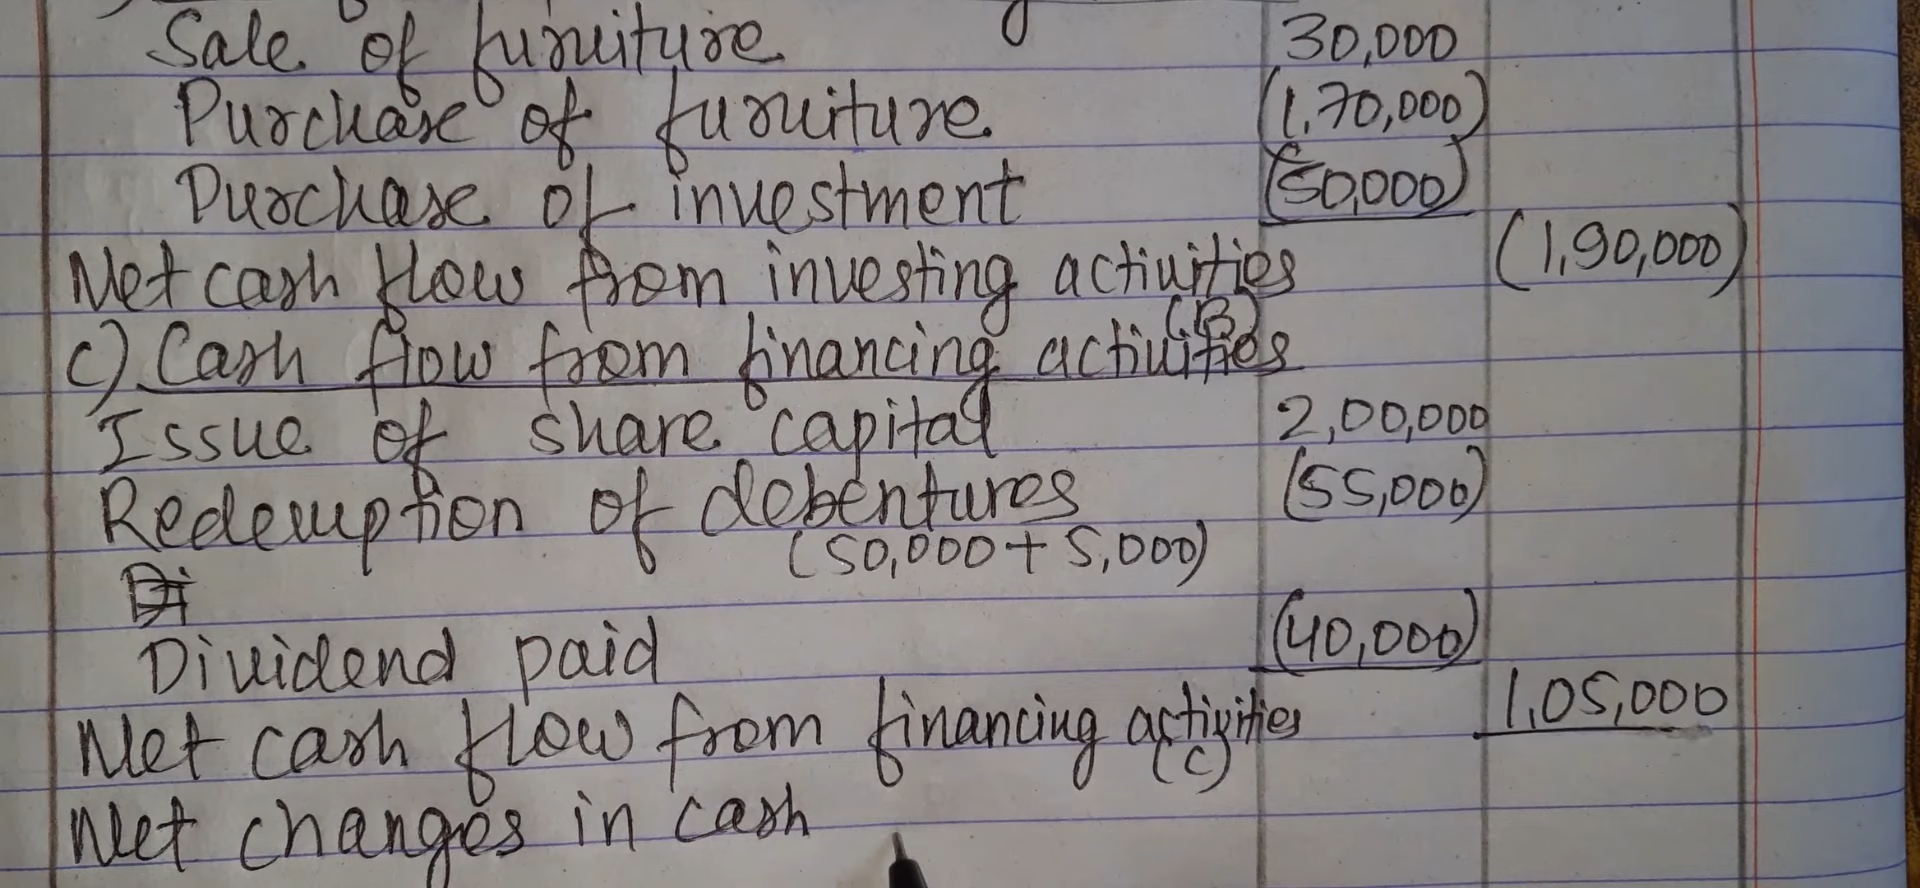 Sale of furniture 30,000
Purchase of furniture (1,70,000)
Purchase of investment (50,000)
Net cash flow from investing activities (B) (1,90,000)
C) Cash flow from financing activities
Issue of share capital 2,00,000
Redemption of debentures (55,000)
(50,000 + 5,000)
Di
Dividend paid (40,000)
Net cash flow from financing activities (C) 1,05,000
Net changes in cash